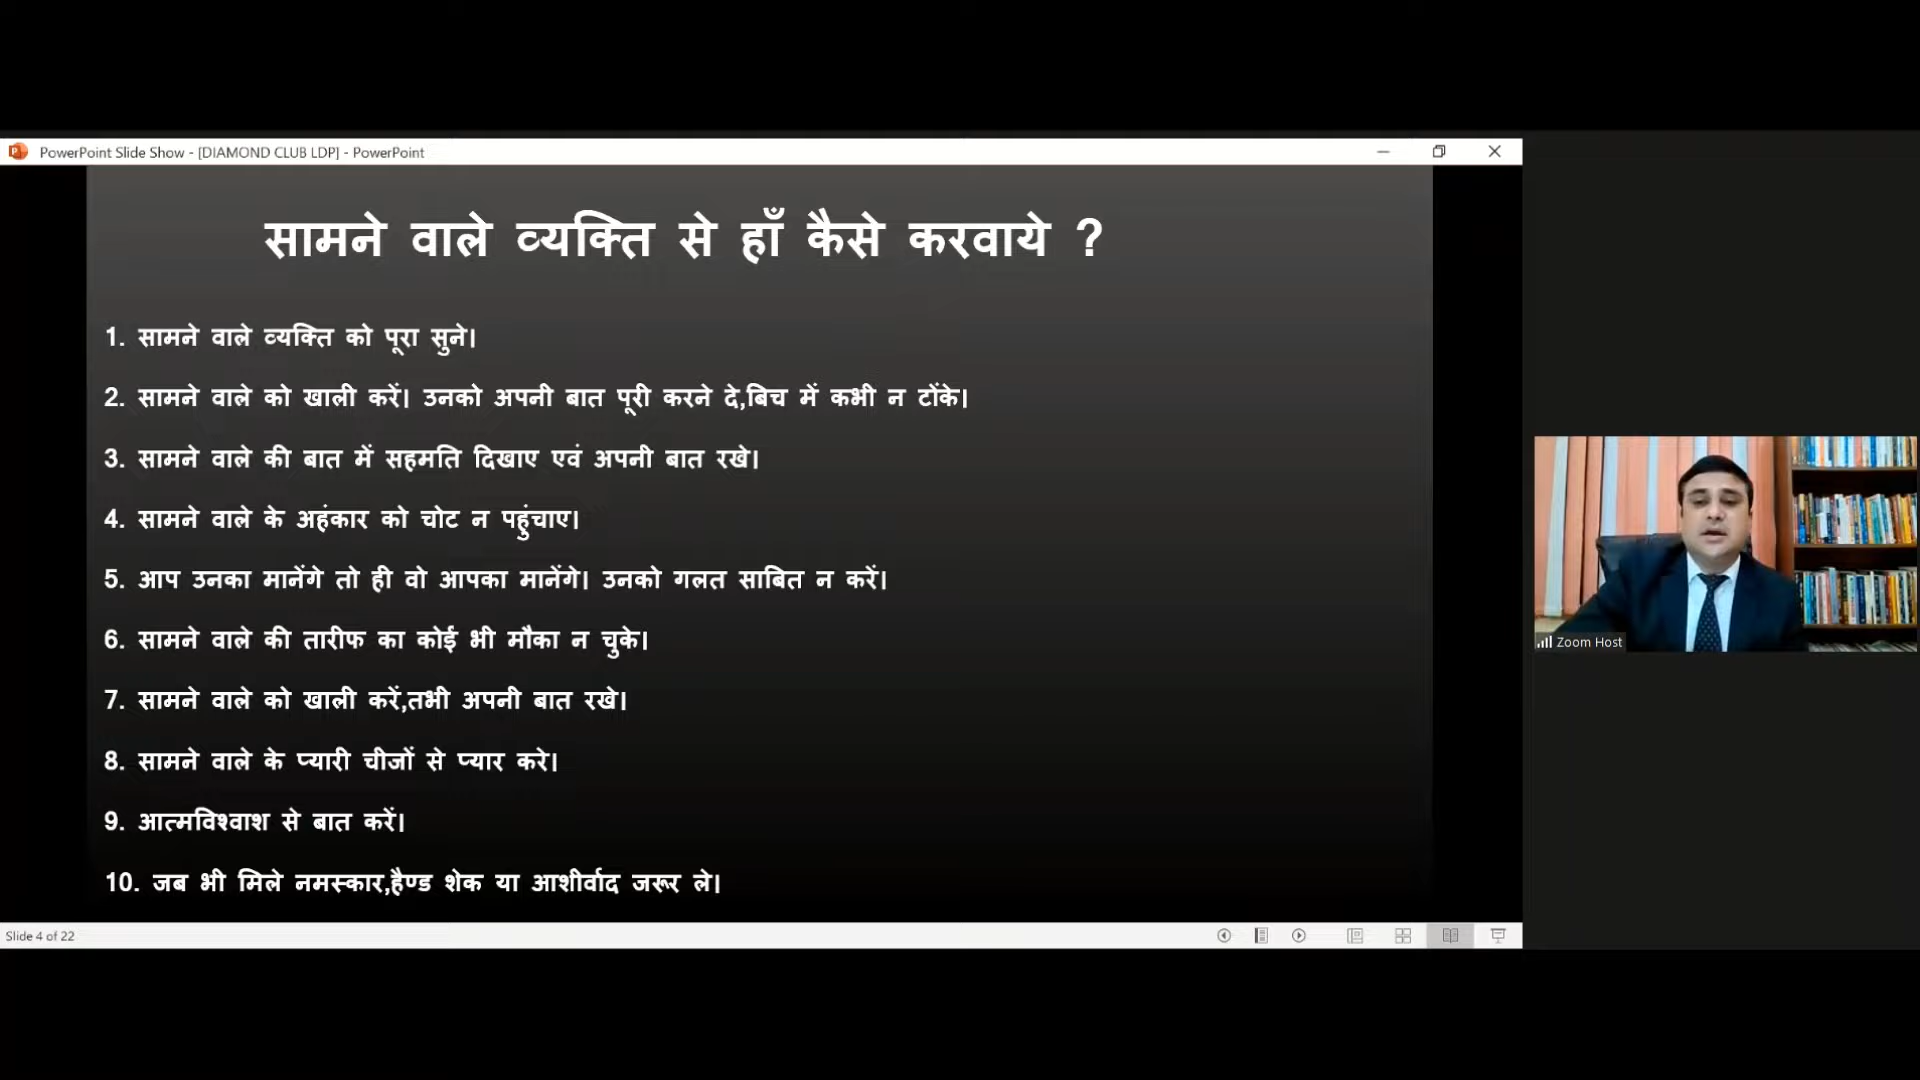 PowerPoint Slide Show - [DIAMOND CLUB LDP] - PowerPoint
सामने वाले व्यक्ति से हाँ कैसे करवाये ?
1. सामने वाले व्यक्ति को पूरा सुने।
2. सामने वाले को खाली करें। उनको अपनी बात पूरी करने दे,बिच में कभी न टोंके।
3. सामने वाले की बात में सहमति दिखाए एवं अपनी बात रखे।
4. सामने वाले के अहंकार को चोट न पहुंचाए।
5. आप उनका मानेंगे तो ही वो आपका मानेंगे। उनको गलत साबित न करें।
6. सामने वाले की तारीफ का कोई भी मौका न चुके।
7. सामने वाले को खाली करें,तभी अपनी बात रखे।
8. सामने वाले के प्यारी चीजों से प्यार करे।
9. आत्मविश्वाश से बात करें।
10. जब भी मिले नमस्कार,हैण्ड शेक या आशीर्वाद जरूर ले।
Zoom Host
Slide 4 of 22